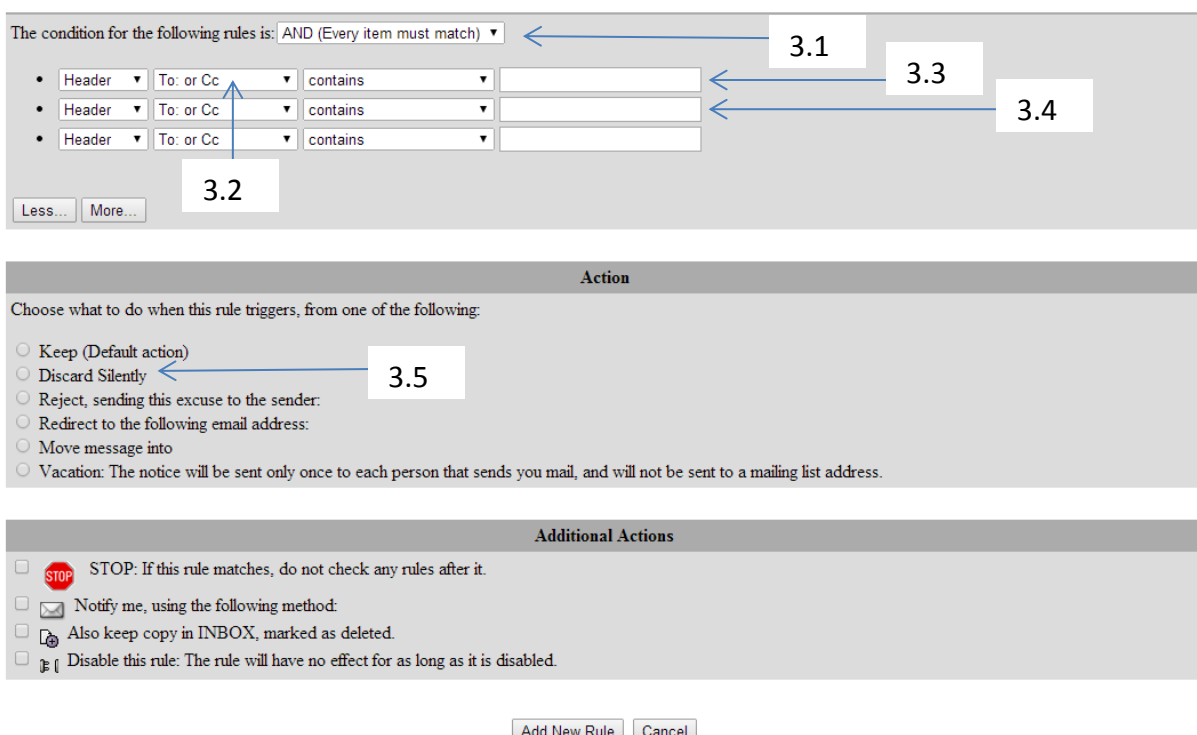 The condition for the following rules is: AND (Every item must match)
3.1
Header To: or Cc contains
3.3
Header To: or Cc contains
3.4
Header To: or Cc contains
3.2
Less... More...
Action
Choose what to do when this rule triggers, from one of the following:
Keep (Default action)
Discard Silently
3.5
Reject, sending this excuse to the sender:
Redirect to the following email address:
Move message into
Vacation: The notice will be sent only once to each person that sends you mail, and will not be sent to a mailing list address.
Additional Actions
STOP STOP: If this rule matches, do not check any rules after it.
Notify me, using the following method:
Also keep copy in INBOX, marked as deleted.
Disable this rule: The rule will have no effect for as long as it is disabled.
Add New Rule Cancel